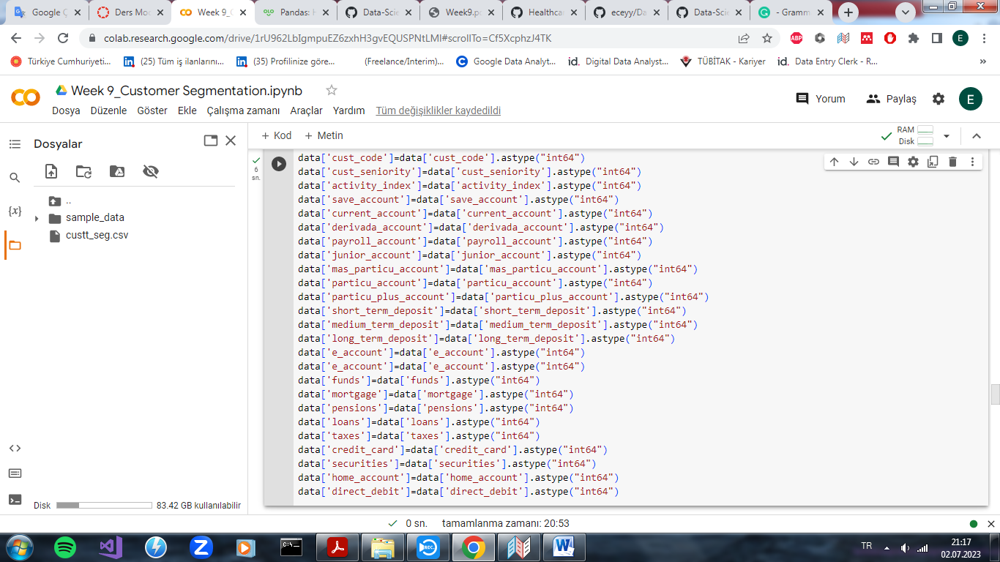 Google Ç
Ders Moc
Week 9_C
Pandas: H
Data-Scie
Week9.pc
Healthcar
eceyy/Da
Data-Scie
- Gramm
colab.research.google.com/drive/1rU962LbIgmpuEZ6zxhH3gvEQUSPNtLMI#scrollTo=Cf5XcphzJ4TK
ABP
E
Türkiye Cumhuriyeti...
(25) Tüm iş ilanlarını...
(35) Profilinize göre...
(Freelance/Interim)...
Google Data Analyt...
id. Digital Data Analyst...
TÜBİTAK - Kariyer
id. Data Entry Clerk - R...
»
Week 9_Customer Segmentation.ipynb
Yorum
Paylaş
E
Dosya Düzenle Göster Ekle Çalışma zamanı Araçlar Yardım Tüm değişiklikler kaydedildi
Dosyalar
+ Kod + Metin
RAM
Disk
..
sample_data
custt_seg.csv
{x}
6
sn.
data['cust_code']=data['cust_code'].astype("int64")
data['cust_seniority']=data['cust_seniority'].astype("int64")
data['activity_index']=data['activity_index'].astype("int64")
data['save_account']=data['save_account'].astype("int64")
data['current_account']=data['current_account'].astype("int64")
data['derivada_account']=data['derivada_account'].astype("int64")
data['payroll_account']=data['payroll_account'].astype("int64")
data['junior_account']=data['junior_account'].astype("int64")
data['mas_particu_account']=data['mas_particu_account'].astype("int64")
data['particu_account']=data['particu_account'].astype("int64")
data['particu_plus_account']=data['particu_plus_account'].astype("int64")
data['short_term_deposit']=data['short_term_deposit'].astype("int64")
data['medium_term_deposit']=data['medium_term_deposit'].astype("int64")
data['long_term_deposit']=data['long_term_deposit'].astype("int64")
data['e_account']=data['e_account'].astype("int64")
data['e_account']=data['e_account'].astype("int64")
data['funds']=data['funds'].astype("int64")
data['mortgage']=data['mortgage'].astype("int64")
data['pensions']=data['pensions'].astype("int64")
data['loans']=data['loans'].astype("int64")
data['taxes']=data['taxes'].astype("int64")
data['credit_card']=data['credit_card'].astype("int64")
data['securities']=data['securities'].astype("int64")
data['home_account']=data['home_account'].astype("int64")
data['direct_debit']=data['direct_debit'].astype("int64")
Disk 83.42 GB kullanılabilir
0 sn. tamamlanma zamanı: 20:53
REC
TR
21:17
02.07.2023